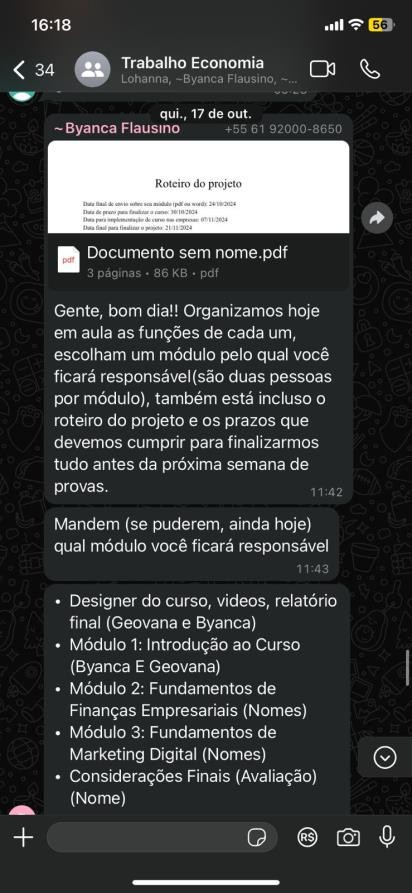 16:18
56
34
Trabalho Economia
Lohanna, ~Byanca Flausino, ~...
qui., 17 de out.
~Byanca Flausino
+55 61 92000-8650
Roteiro do projeto
Data final de envio sobre seu módulo (pdf ou word): 24/10/2024
Data de prazo para finalizar o curso: 30/10/2024
Data para implementação de curso nas empresas: 07/11/2024
Data final para finalizar o projeto: 21/11/2024
pdf
Documento sem nome.pdf
3 páginas • 86 KB • pdf
Gente, bom dia!! Organizamos hoje
em aula as funções de cada um,
escolham um módulo pelo qual você
ficará responsável(são duas pessoas
por módulo), também está incluso o
roteiro do projeto e os prazos que
devemos cumprir para finalizarmos
tudo antes da próxima semana de
provas.
11:42
Mandem (se puderem, ainda hoje)
qual módulo você ficará responsável
11:43
• Designer do curso, videos, relatório
final (Geovana e Byanca)
• Módulo 1: Introdução ao Curso
(Byanca E Geovana)
• Módulo 2: Fundamentos de
Finanças Empresariais (Nomes)
• Módulo 3: Fundamentos de
Marketing Digital (Nomes)
• Considerações Finais (Avaliação)
(Nome)
R$